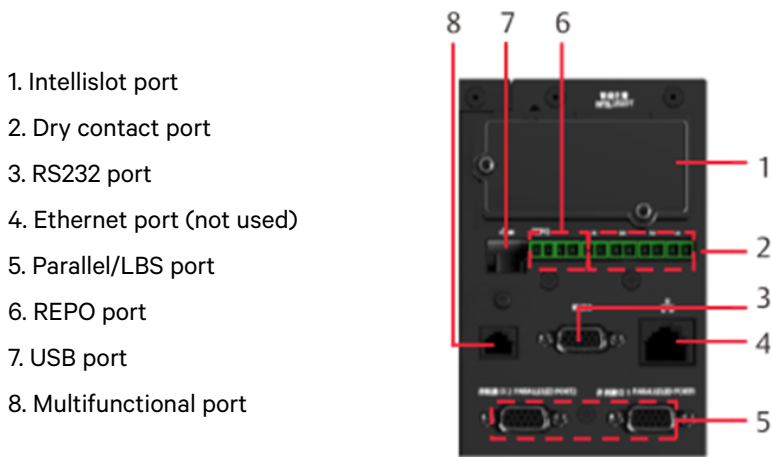 1. Intellislot port
2. Dry contact port
3. RS232 port
4. Ethernet port (not used)
5. Parallel/LBS port
6. REPO port
7. USB port
8. Multifunctional port
8 7 6
1
2
3
4
5